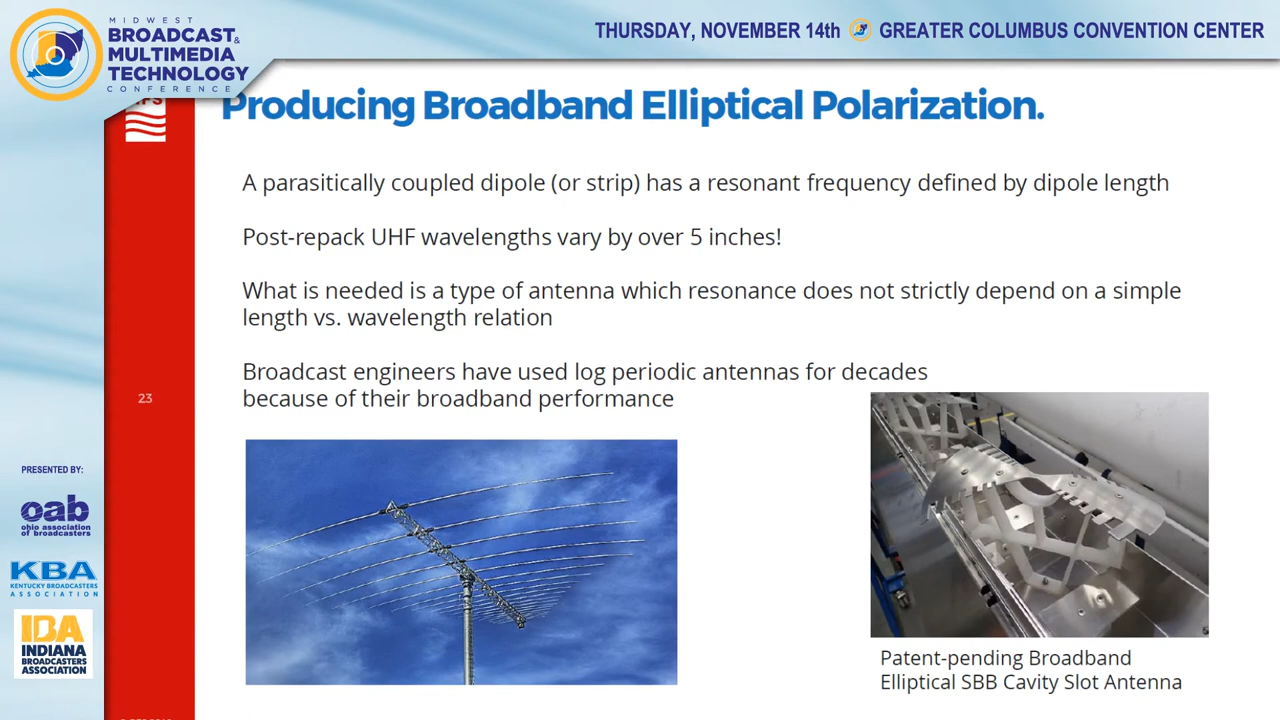 MIDWEST
BROADCAST&
MULTIMEDIA
TECHNOLOGY
CONFERENCE
THURSDAY, NOVEMBER 14th GREATER COLUMBUS CONVENTION CENTER
Producing Broadband Elliptical Polarization.
A parasitically coupled dipole (or strip) has a resonant frequency defined by dipole length
Post-repack UHF wavelengths vary by over 5 inches!
What is needed is a type of antenna which resonance does not strictly depend on a simple
length vs. wavelength relation
Broadcast engineers have used log periodic antennas for decades
because of their broadband performance
23
PRESENTED BY:
oab
ohio association
of broadcasters
KBA
KENTUCKY BROADCASTERS
ASSOCIATION
IBA
INDIANA
BROADCASTERS
ASSOCIATION
Patent-pending Broadband
Elliptical SBB Cavity Slot Antenna